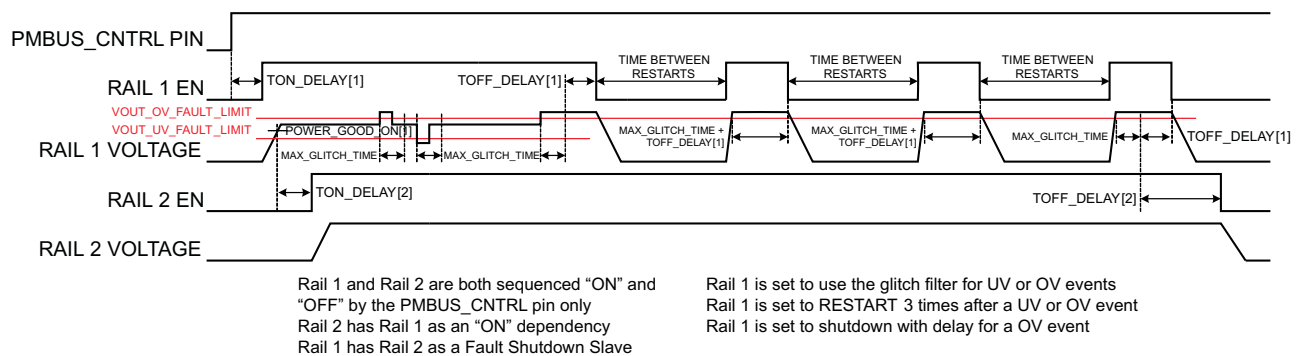 PMBUS_CNTRL PIN
RAIL 1 EN
TON_DELAY[1]
TOFF_DELAY[1]
TIME BETWEEN
RESTARTS
TIME BETWEEN
RESTARTS
TIME BETWEEN
RESTARTS
VOUT_OV_FAULT_LIMIT
VOUT_UV_FAULT_LIMIT
POWER_GOOD_ON[1]
RAIL 1 VOLTAGE
MAX_GLITCH_TIME
MAX_GLITCH_TIME
MAX_GLITCH_TIME +
TOFF_DELAY[1]
MAX_GLITCH_TIME +
TOFF_DELAY[1]
MAX_GLITCH_TIME
TOFF_DELAY[1]
RAIL 2 EN
TON_DELAY[2]
TOFF_DELAY[2]
RAIL 2 VOLTAGE
Rail 1 and Rail 2 are both sequenced “ON” and
“OFF” by the PMBUS_CNTRL pin only
Rail 2 has Rail 1 as an “ON” dependency
Rail 1 has Rail 2 as a Fault Shutdown Slave
Rail 1 is set to use the glitch filter for UV or OV events
Rail 1 is set to RESTART 3 times after a UV or OV event
Rail 1 is set to shutdown with delay for a OV event